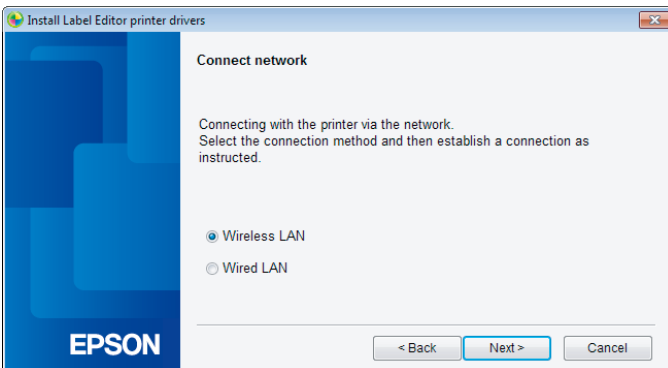 Install Label Editor printer drivers
Connect network
Connecting with the printer via the network.
Select the connection method and then establish a connection as
instructed.
Wireless LAN
Wired LAN
EPSON
< Back
Next >
Cancel